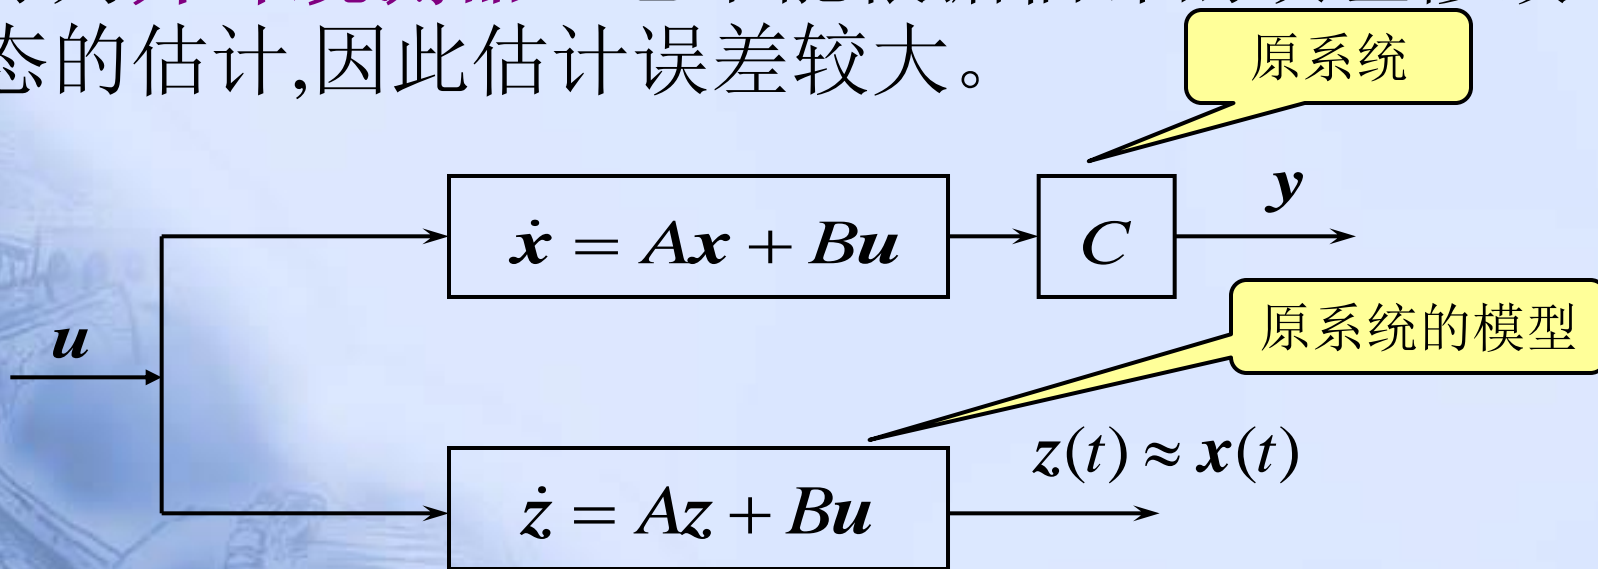 态的估计,因此估计误差较大。
原系统
y
ẋ = Ax + Bu
C
u
原系统的模型
z(t) ≈ x(t)
ż = Az + Bu